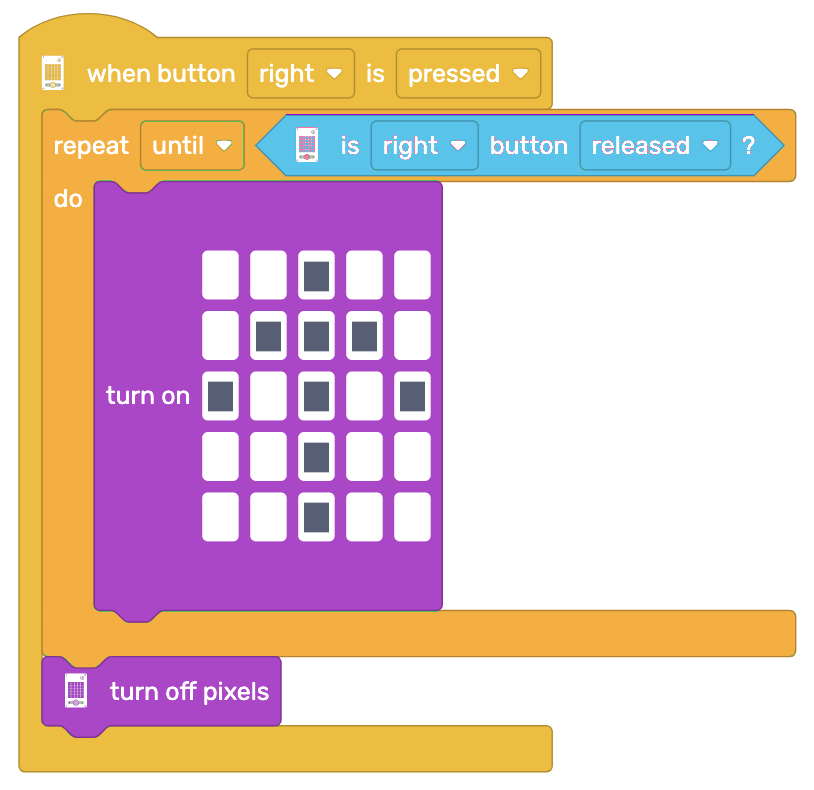 when button right is pressed
repeat until is right button released ?
do
turn on
turn off pixels